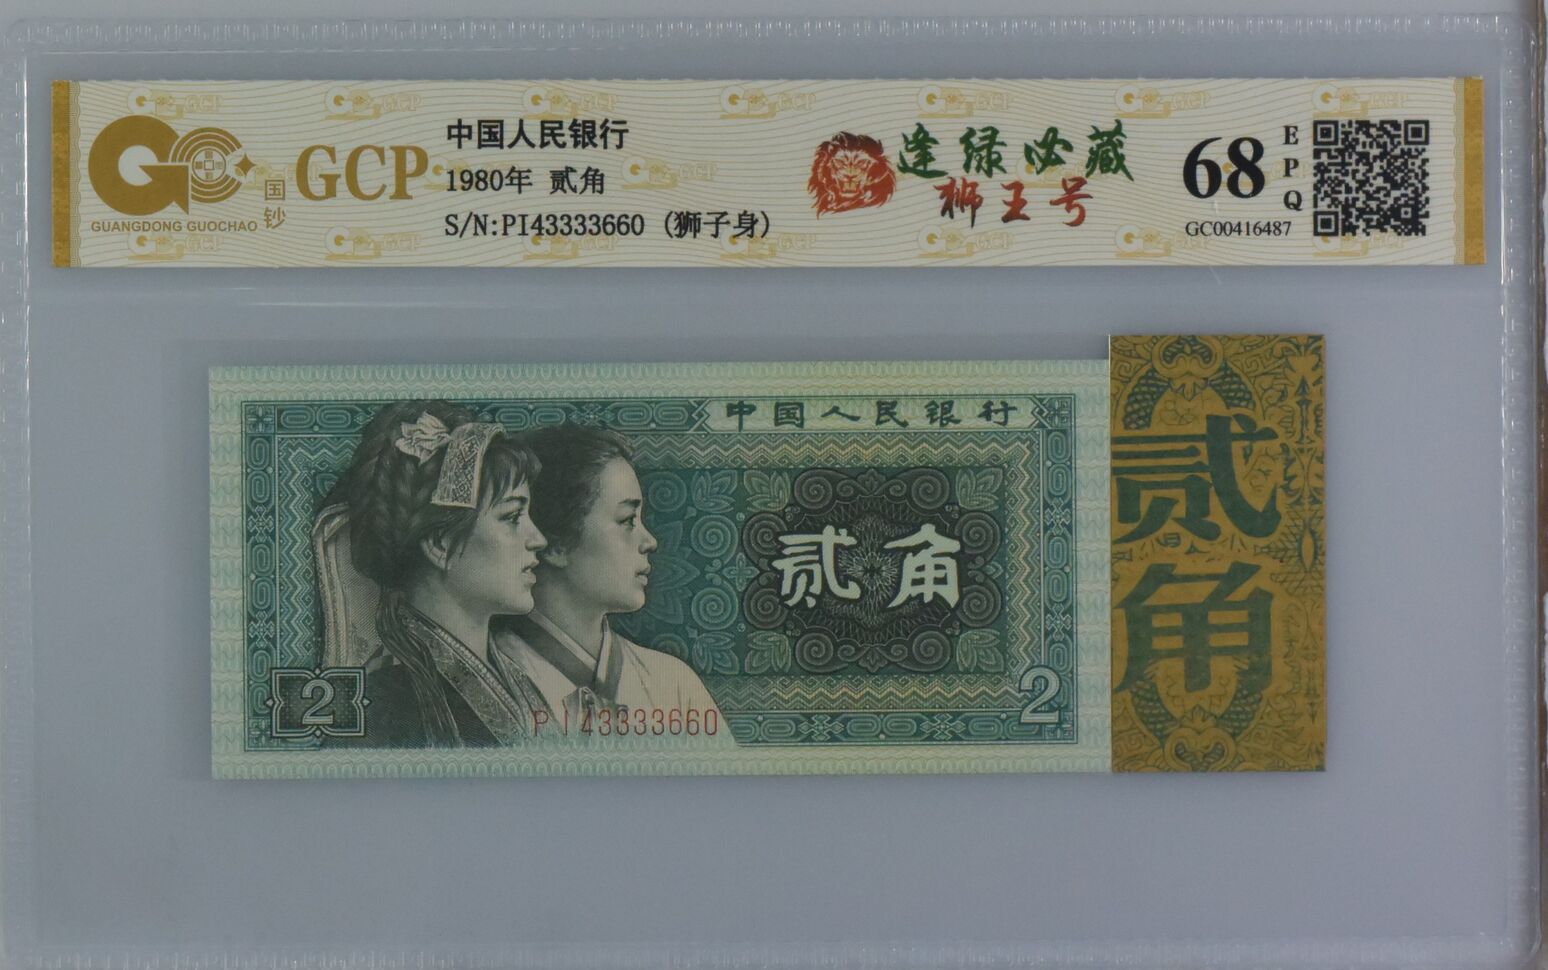 GCP
国钞
GUANGDONG GUOCHAO
中国人民银行
1980年 贰角
S/N:PI43333660 (狮子身)
逢绿必藏
狮王号
68
EPQ
GC00416487
中国人民银行
贰角
2
PI43333660
2
贰角